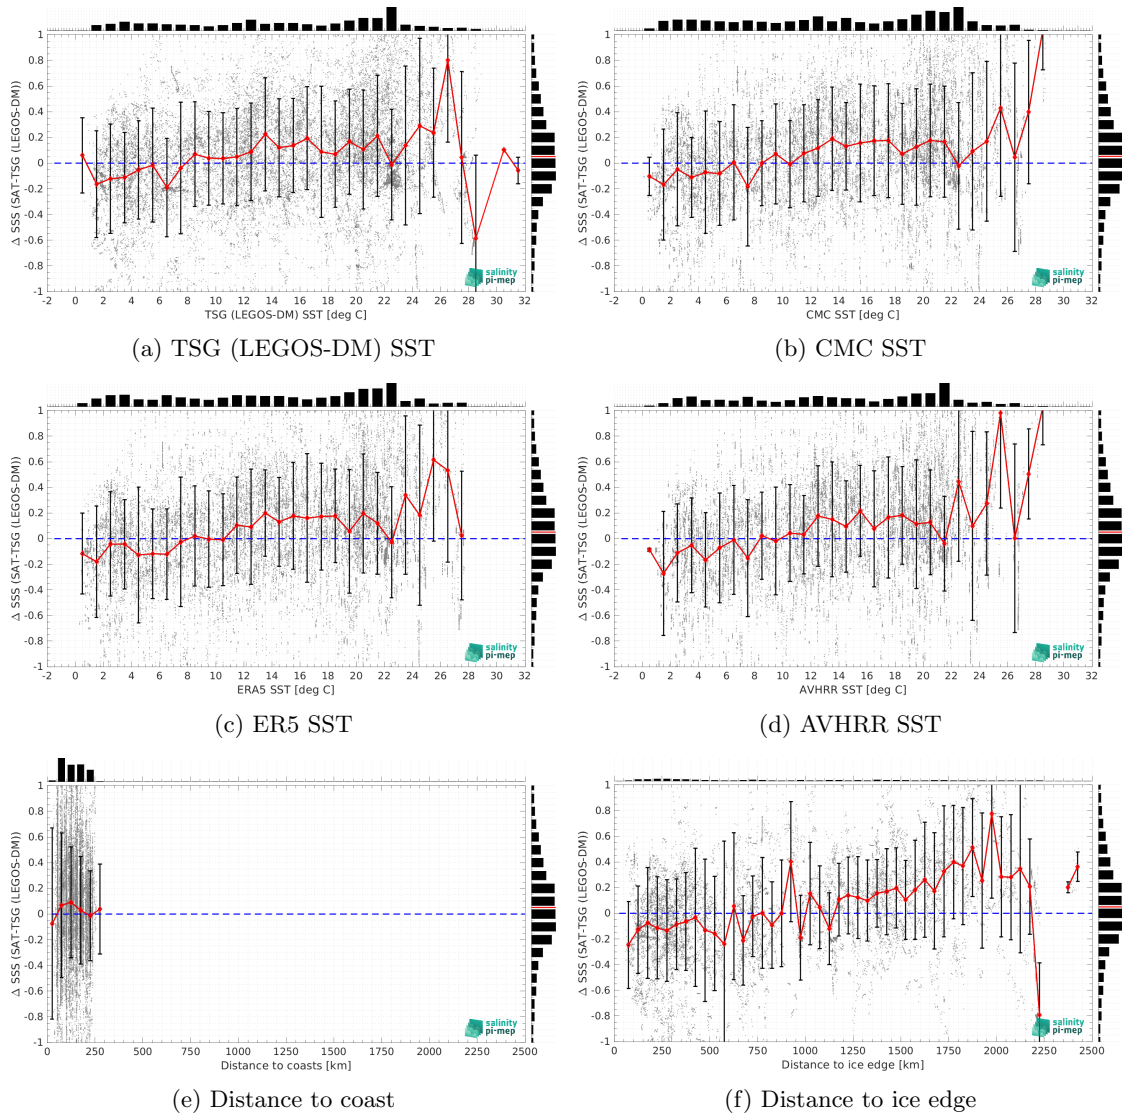 1
0.8
0.6
0.4
0.2
0
-0.2
-0.4
-0.6
-0.8
-1
Δ SSS (SAT-TSG (LEGOS-DM))
-2 0 2 4 6 8 10 12 14 16 18 20 22 24 26 28 30 32
TSG (LEGOS-DM) SST [deg C]
salinity
pi-mep
(a) TSG (LEGOS-DM) SST
1
0.8
0.6
0.4
0.2
0
-0.2
-0.4
-0.6
-0.8
-1
Δ SSS (SAT-TSG (LEGOS-DM))
-2 0 2 4 6 8 10 12 14 16 18 20 22 24 26 28 30 32
CMC SST [deg C]
salinity
pi-mep
(b) CMC SST
1
0.8
0.6
0.4
0.2
0
-0.2
-0.4
-0.6
-0.8
-1
Δ SSS (SAT-TSG (LEGOS-DM))
-2 0 2 4 6 8 10 12 14 16 18 20 22 24 26 28 30 32
ERA5 SST [deg C]
salinity
pi-mep
(c) ER5 SST
1
0.8
0.6
0.4
0.2
0
-0.2
-0.4
-0.6
-0.8
-1
Δ SSS (SAT-TSG (LEGOS-DM))
-2 0 2 4 6 8 10 12 14 16 18 20 22 24 26 28 30 32
AVHRR SST [deg C]
salinity
pi-mep
(d) AVHRR SST
1
0.8
0.6
0.4
0.2
0
-0.2
-0.4
-0.6
-0.8
-1
Δ SSS (SAT-TSG (LEGOS-DM))
0 250 500 750 1000 1250 1500 1750 2000 2250 2500
Distance to coasts [km]
salinity
pi-mep
(e) Distance to coast
1
0.8
0.6
0.4
0.2
0
-0.2
-0.4
-0.6
-0.8
-1
Δ SSS (SAT-TSG (LEGOS-DM))
0 250 500 750 1000 1250 1500 1750 2000 2250 2500
Distance to ice edge [km]
salinity
pi-mep
(f) Distance to ice edge